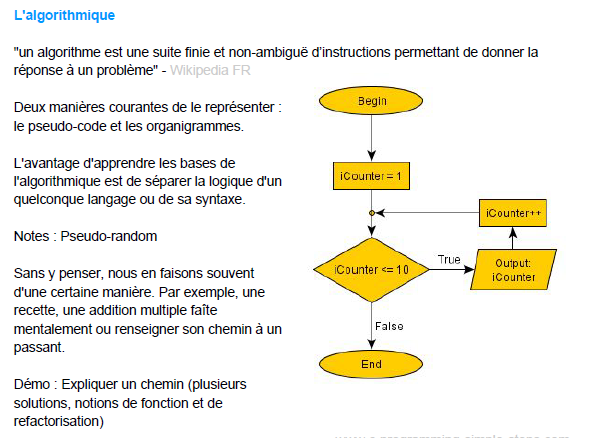 L'algorithmique
"un algorithme est une suite finie et non-ambiguë d'instructions permettant de donner la
réponse à un problème" - Wikipedia FR
Deux manières courantes de le représenter :
le pseudo-code et les organigrammes.
L'avantage d'apprendre les bases de
l'algorithmique est de séparer la logique d'un
quelconque langage ou de sa syntaxe.
Notes : Pseudo-random
Sans y penser, nous en faisons souvent
d'une certaine manière. Par exemple, une
recette, une addition multiple faîte
mentalement ou renseigner son chemin à un
passant.
Démo : Expliquer un chemin (plusieurs
solutions, notions de fonction et de
refactorisation)
Begin
iCounter = 1
iCounter++
iCounter <= 10
True
Output:
iCounter
False
End